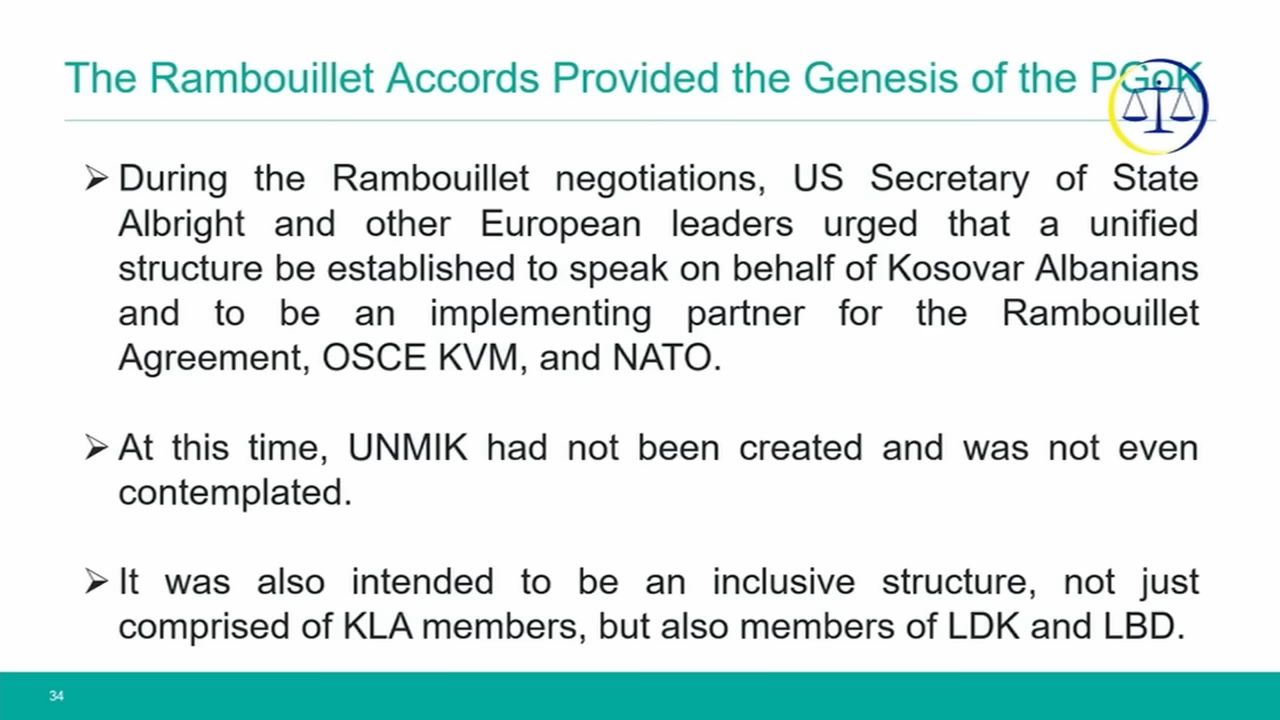 The Rambouillet Accords Provided the Genesis of the PGoK
➢ During the Rambouillet negotiations, US Secretary of State
Albright and other European leaders urged that a unified
structure be established to speak on behalf of Kosovar Albanians
and to be an implementing partner for the Rambouillet
Agreement, OSCE KVM, and NATO.
➢ At this time, UNMIK had not been created and was not even
contemplated.
➢ It was also intended to be an inclusive structure, not just
comprised of KLA members, but also members of LDK and LBD.
34